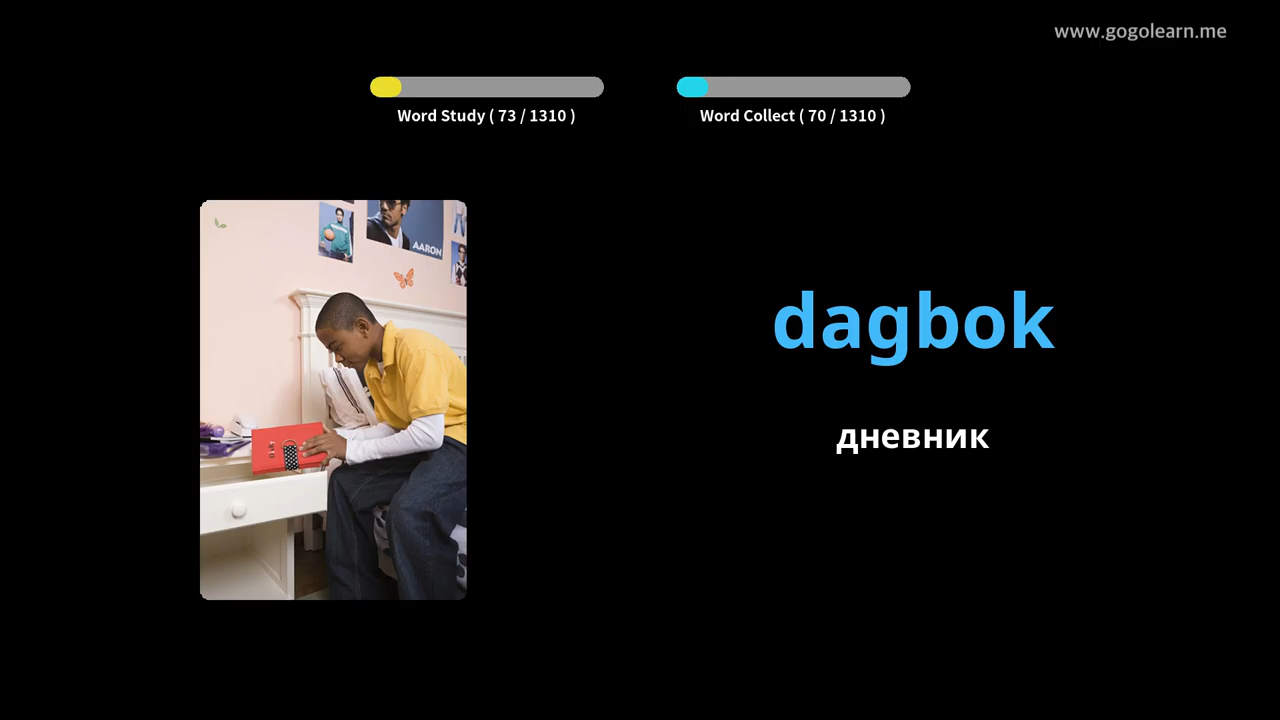 www.gogolearn.me
Word Study ( 73 / 1310 )
Word Collect ( 70 / 1310 )
AARON
dagbok
дневник